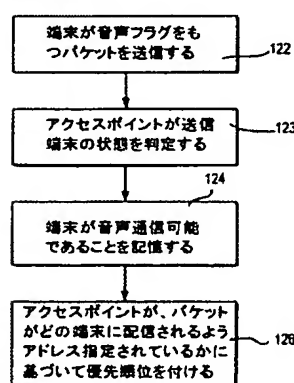 端末が音声フラグをも
つパケットを送信する
122
アクセスポイントが送信
端末の状態を判定する
123
124
端末が音声通信可能
であることを記憶する
アクセスポイントが、パケット
がどの端末に配信されるよう
アドレス指定されているかに
基づいて優先順位を付ける
126